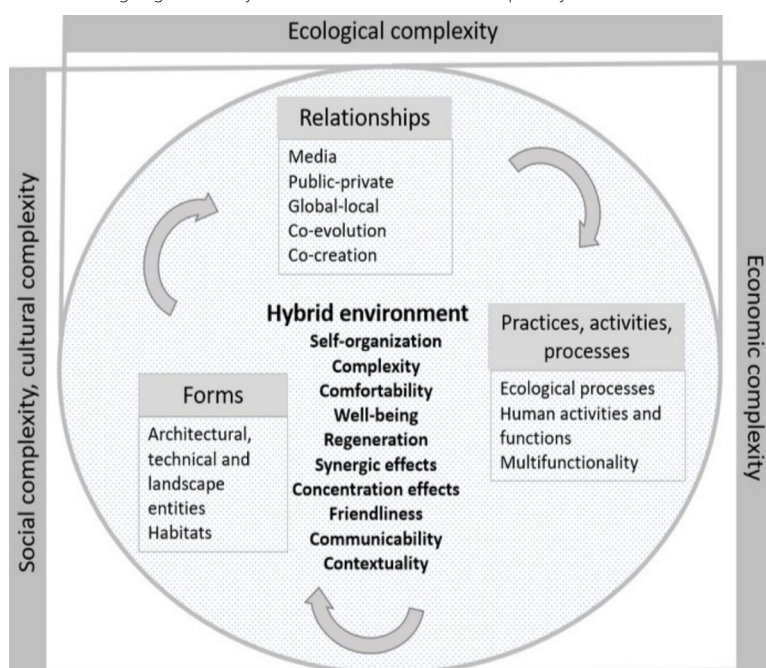 Ecological complexity
Social complexity, cultural complexity
Relationships
Media
Public-private
Global-local
Co-evolution
Co-creation
Hybrid environment
Self-organization
Complexity
Comfortability
Well-being
Regeneration
Synergic effects
Concentration effects
Friendliness
Communicability
Contextuality
Practices, activities,
processes
Ecological processes
Human activities and
functions
Multifunctionality
Forms
Architectural,
technical and
landscape
entities
Habitats
Economic complexity